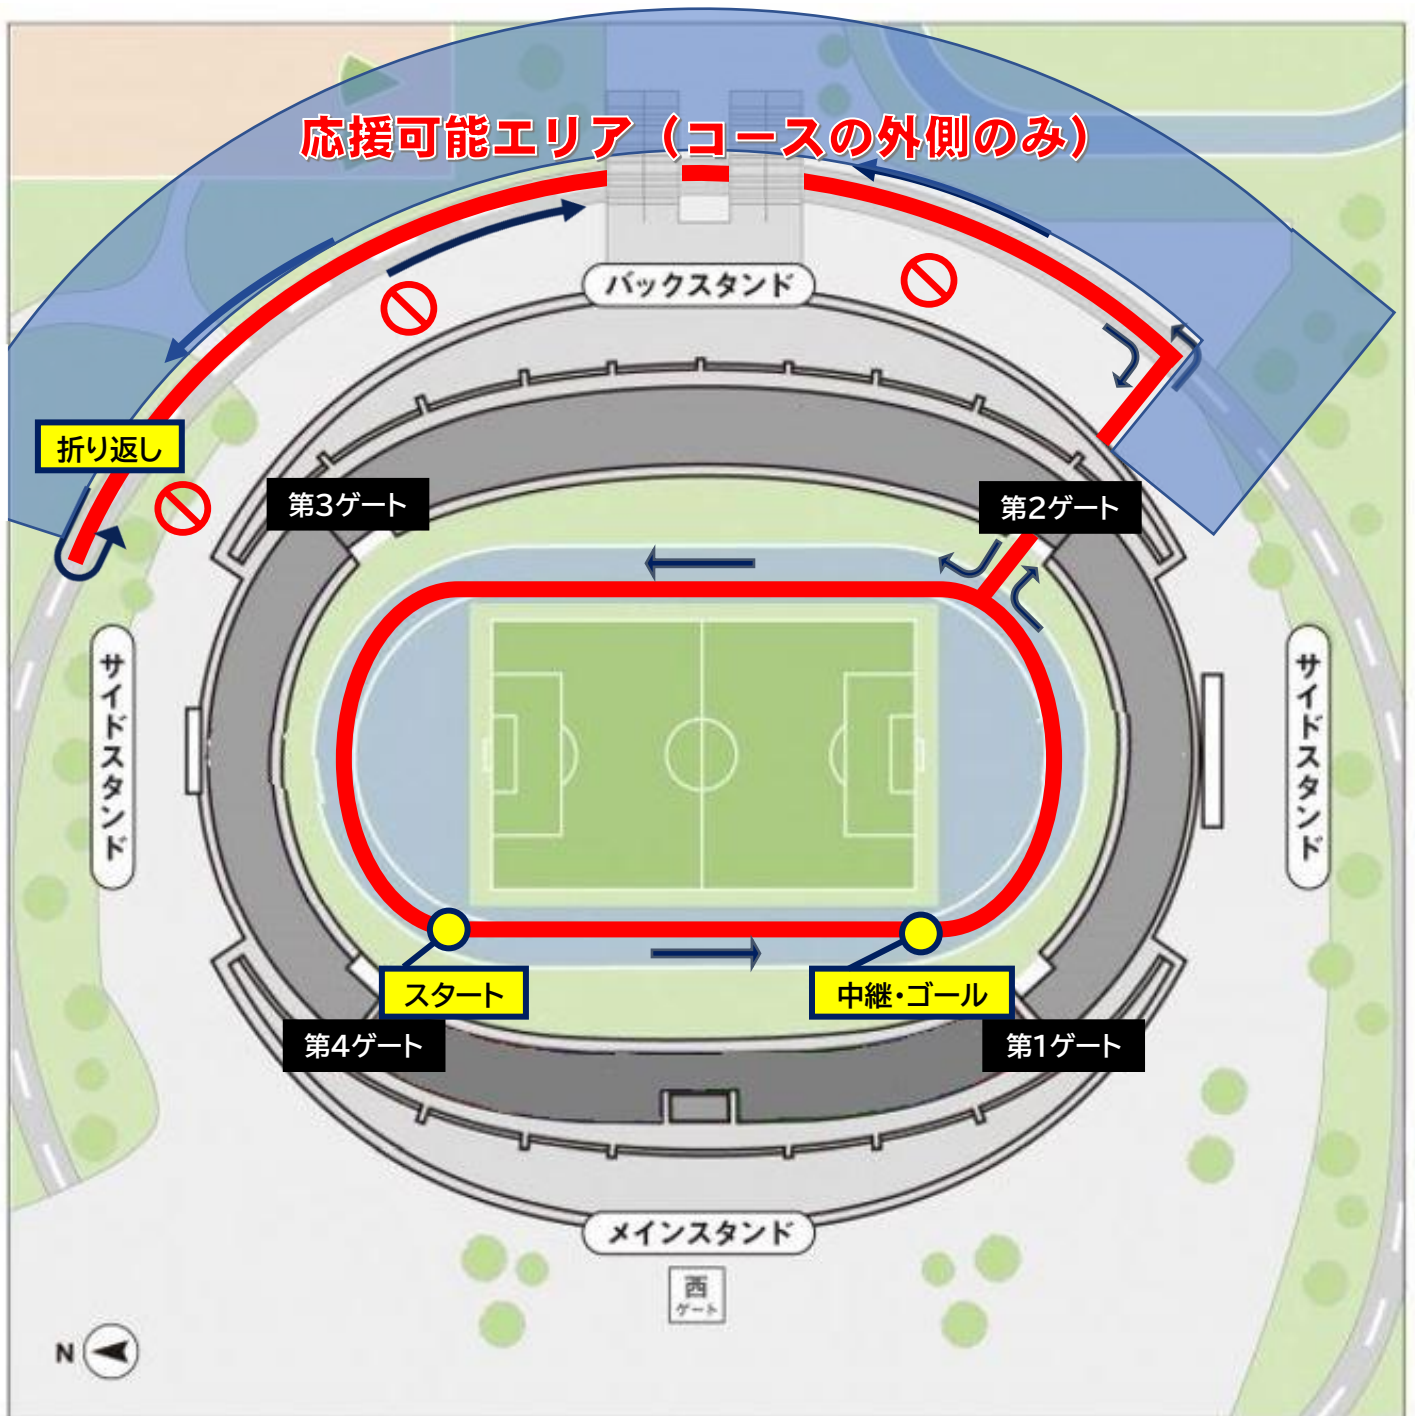 応援可能エリア（コースの外側のみ）
バックスタンド
折り返し
第3ゲート
第2ゲート
サイドスタンド
サイドスタンド
スタート
中継・ゴール
第4ゲート
第1ゲート
メインスタンド
西
ゲート
N